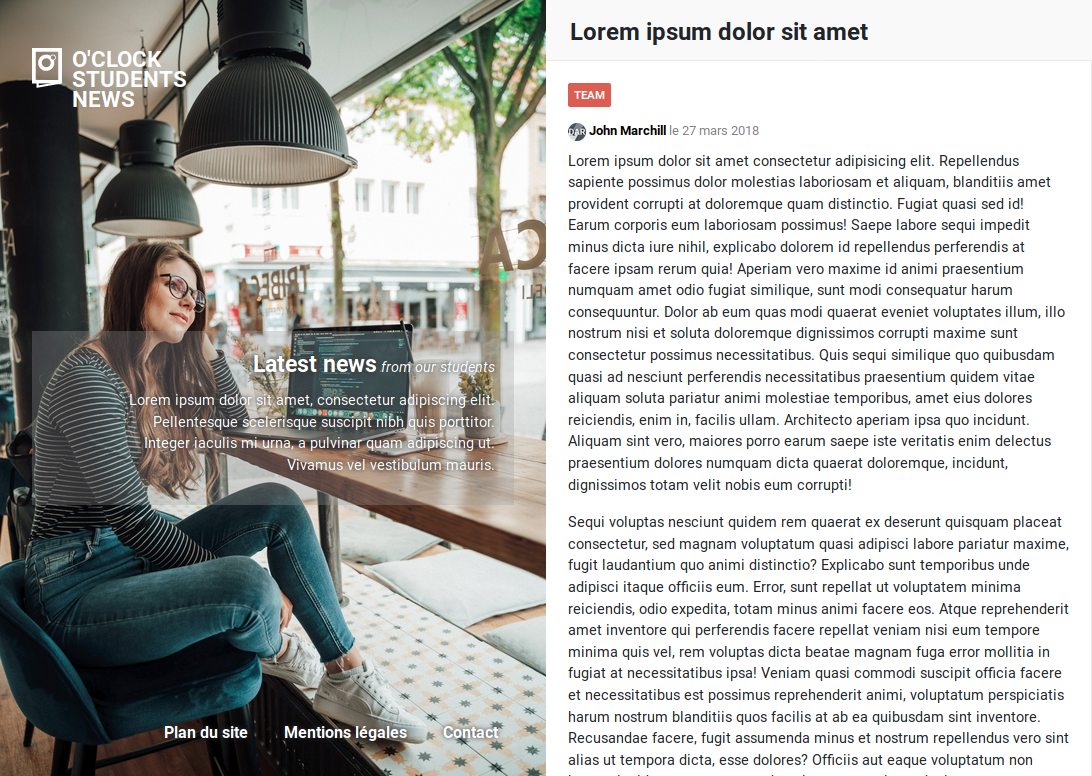 O'CLOCK
STUDENTS
NEWS
TRIBECA
CA
Latest news from our students
Lorem ipsum dolor sit amet, consectetur adipiscing elit.
Pellentesque scelerisque suscipit nibh quis porttitor.
Integer iaculis mi urna, a pulvinar quam adipiscing ut.
Vivamus vel vestibulum mauris.
Plan du site Mentions légales Contact
Lorem ipsum dolor sit amet
TEAM
John Marchill le 27 mars 2018
Lorem ipsum dolor sit amet consectetur adipisicing elit. Repellendus
sapiente possimus dolor molestias laboriosam et aliquam, blanditiis amet
provident corrupti at doloremque quam distinctio. Fugiat quasi sed id!
Earum corporis eum laboriosam possimus! Saepe labore sequi impedit
minus dicta iure nihil, explicabo dolorem id repellendus perferendis at
facere ipsam rerum quia! Aperiam vero maxime id animi praesentium
numquam amet odio fugiat similique, sunt modi consequatur harum
consequuntur. Dolor ab eum quas modi quaerat eveniet voluptates illum, illo
nostrum nisi et soluta doloremque dignissimos corrupti maxime sunt
consectetur possimus necessitatibus. Quis sequi similique quo quibusdam
quasi ad nesciunt perferendis necessitatibus praesentium quidem vitae
aliquam soluta pariatur animi molestiae temporibus, amet eius dolores
reiciendis, enim in, facilis ullam. Architecto aperiam ipsa quo incidunt.
Aliquam sint vero, maiores porro earum saepe iste veritatis enim delectus
praesentium dolores numquam dicta quaerat doloremque, incidunt,
dignissimos totam velit nobis eum corrupti!
Sequi voluptas nesciunt quidem rem quaerat ex deserunt quisquam placeat
consectetur, sed magnam voluptatum quasi adipisci labore pariatur maxime,
fugit laudantium quo animi distinctio? Explicabo sunt temporibus unde
adipisci itaque officiis eum. Error, sunt repellat ut voluptatem minima
reiciendis, odio expedita, totam minus animi facere eos. Atque reprehenderit
amet inventore qui perferendis facere repellat veniam nisi eum tempore
minima quis vel, rem voluptas dicta beatae magnam fuga error mollitia in
fugiat at necessitatibus ipsa! Veniam quasi commodi suscipit officia facere
et necessitatibus est possimus reprehenderit animi, voluptatum perspiciatis
harum nostrum blanditiis quos facilis at ab ea quibusdam sint inventore.
Recusandae facere, fugit assumenda minus et nostrum repellendus vero sint
alias ut tempora dicta, esse dolores? Officiis aut eaque voluptatum non